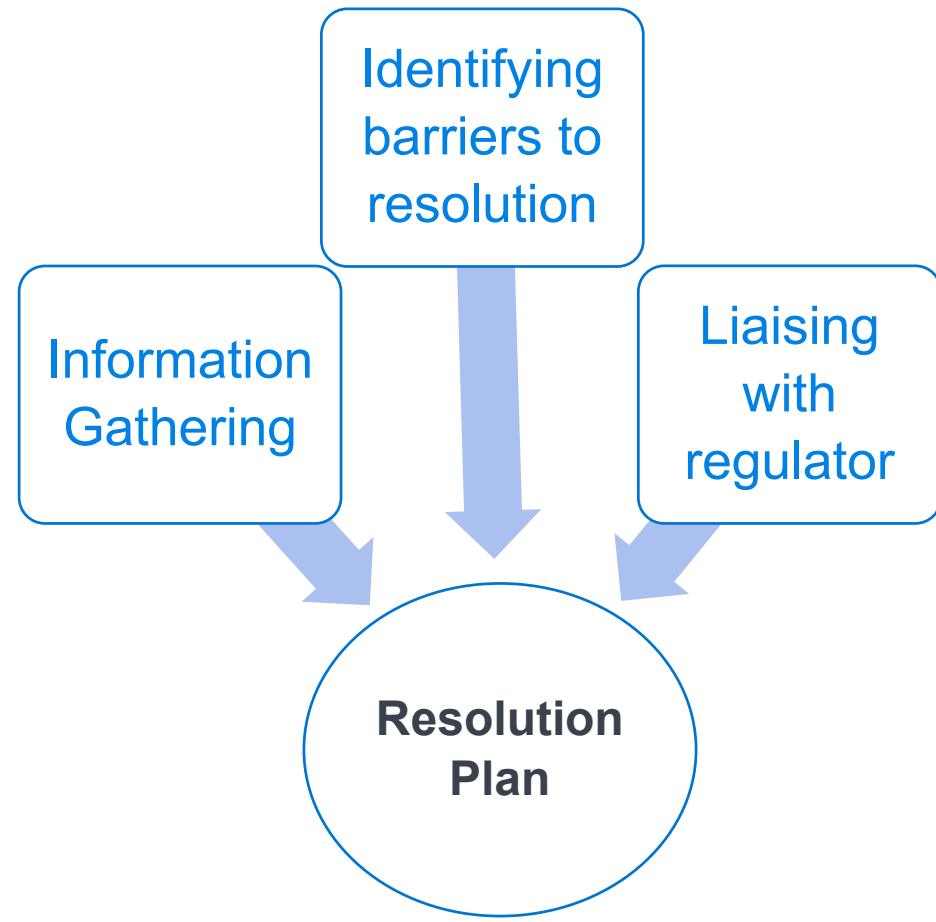 Identifying
barriers to
resolution
Information
Gathering
Liaising
with
regulator
Resolution
Plan